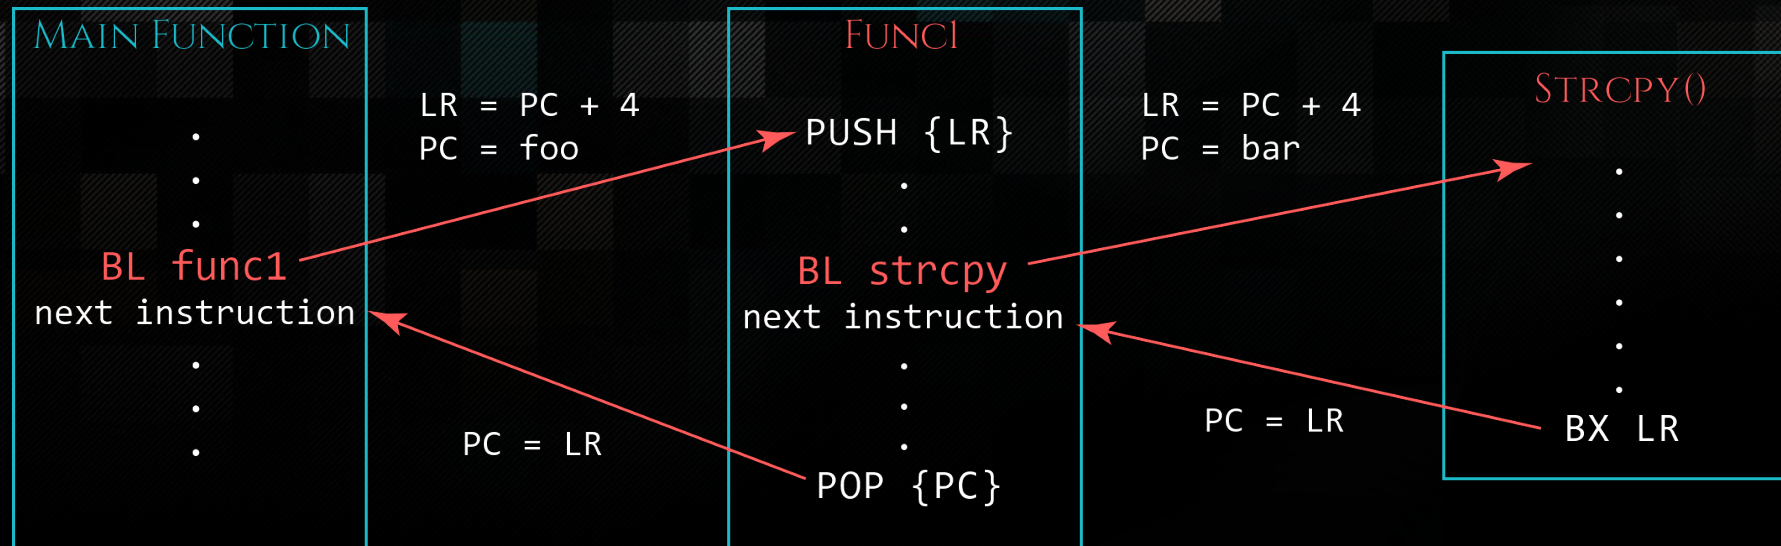 MAIN FUNCTION
BL func1
next instruction
LR = PC + 4
PC = foo
PC = LR
FUNC1
PUSH {LR}
BL strcpy
next instruction
POP {PC}
LR = PC + 4
PC = bar
PC = LR
STRCPY()
BX LR